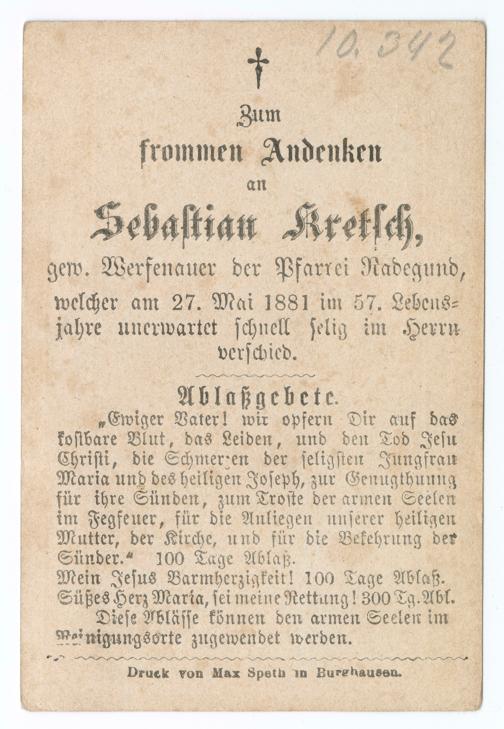 10. 342
†
Zum
frommen Andenken
an
Sebastian Kretsch,
gew. Werfenauer der Pfarrei Radegund,
welcher am 27. Mai 1881 im 57. Lebens-
jahre unerwartet schnell selig im Herrn
verschied.
Ablaßgebete.
„Ewiger Vater! wir opfern Dir auf das
kostbare Blut, das Leiden, und den Tod Jesu
Christi, die Schmerzen der seligsten Jungfrau
Maria und des heiligen Joseph, zur Genugthuung
für ihre Sünden, zum Troste der armen Seelen
im Fegfeuer, für die Anliegen unserer heiligen
Mutter, der Kirche, und für die Bekehrung der
Sünder.“ 100 Tage Ablaß.
Mein Jesus Barmherzigkeit! 100 Tage Ablaß.
Süßes Herz Maria, sei meine Rettung! 300 Tg. Abl.
Diese Ablässe können den armen Seelen im
Reinigungsorte zugewendet werden.
Druck von Max Speth in Burghausen.